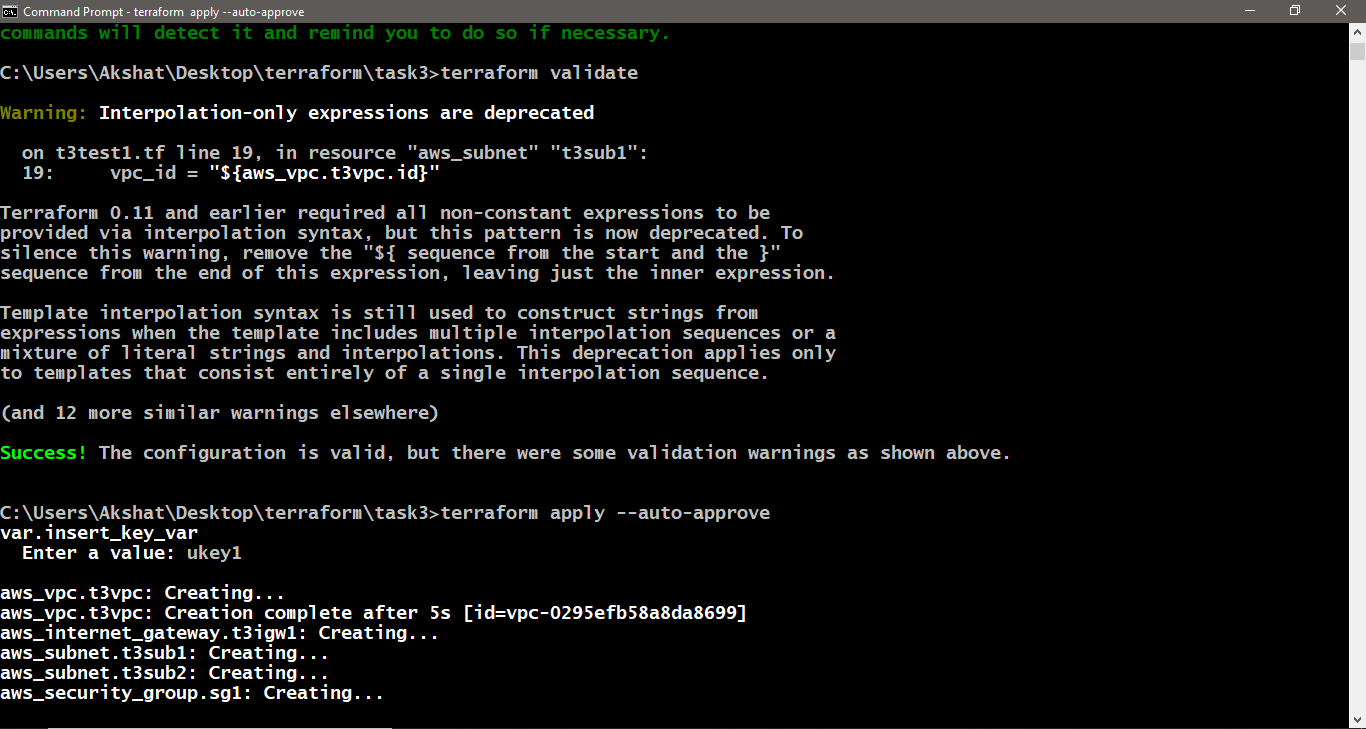 Command Prompt - terraform apply --auto-approve
commands will detect it and remind you to do so if necessary.
C:\Users\Akshat\Desktop\terraform\task3>terraform validate
Warning: Interpolation-only expressions are deprecated
on t3test1.tf line 19, in resource "aws_subnet" "t3sub1":
19: vpc_id = "${aws_vpc.t3vpc.id}"
Terraform 0.11 and earlier required all non-constant expressions to be
provided via interpolation syntax, but this pattern is now deprecated. To
silence this warning, remove the "${ sequence from the start and the }"
sequence from the end of this expression, leaving just the inner expression.
Template interpolation syntax is still used to construct strings from
expressions when the template includes multiple interpolation sequences or a
mixture of literal strings and interpolations. This deprecation applies only
to templates that consist entirely of a single interpolation sequence.
(and 12 more similar warnings elsewhere)
Success! The configuration is valid, but there were some validation warnings as shown above.
C:\Users\Akshat\Desktop\terraform\task3>terraform apply --auto-approve
var.insert_key_var
Enter a value: ukey1
aws_vpc.t3vpc: Creating...
aws_vpc.t3vpc: Creation complete after 5s [id=vpc-0295efb58a8da8699]
aws_internet_gateway.t3igw1: Creating...
aws_subnet.t3sub1: Creating...
aws_subnet.t3sub2: Creating...
aws_security_group.sg1: Creating...